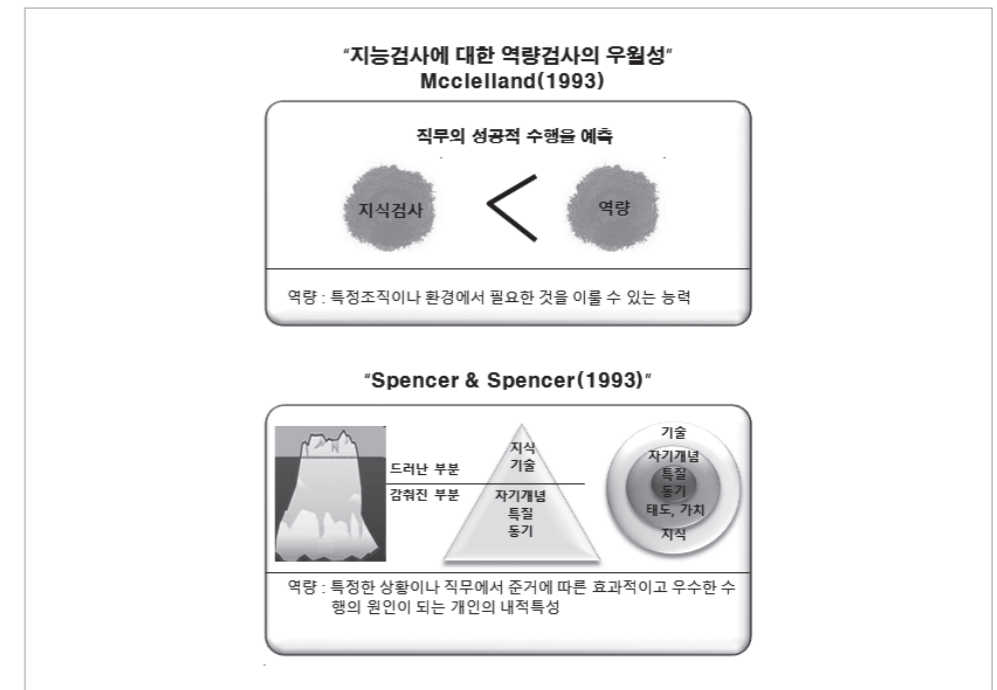 "지능검사에 대한 역량검사의 우월성"
Mcclelland(1993)
직무의 성공적 수행을 예측
지식검사
<
역량
역량 : 특정조직이나 환경에서 필요한 것을 이룰 수 있는 능력
"Spencer & Spencer(1993)"
드러난 부분
감춰진 부분
지식
기술
자기개념
특질
동기
기술
자기개념
특질
동기
태도, 가치
지식
역량 : 특정한 상황이나 직무에서 준거에 따른 효과적이고 우수한 수
행의 원인이 되는 개인의 내적특성